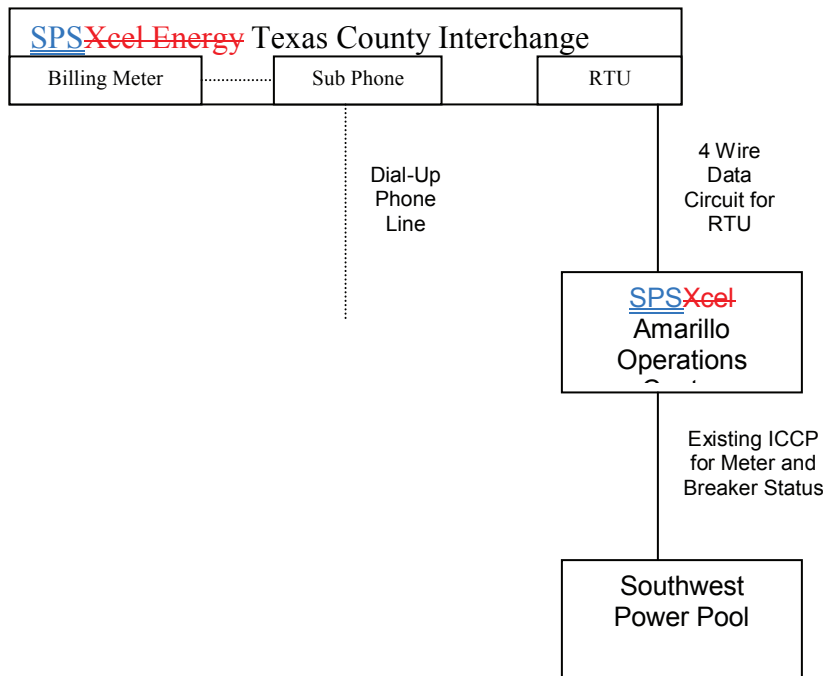 SPSXcel Energy Texas County Interchange
Billing Meter
Sub Phone
RTU
Dial-Up
Phone
Line
4 Wire
Data
Circuit for
RTU
SPSXcel
Amarillo
Operations
Existing ICCP
for Meter and
Breaker Status
Southwest
Power Pool